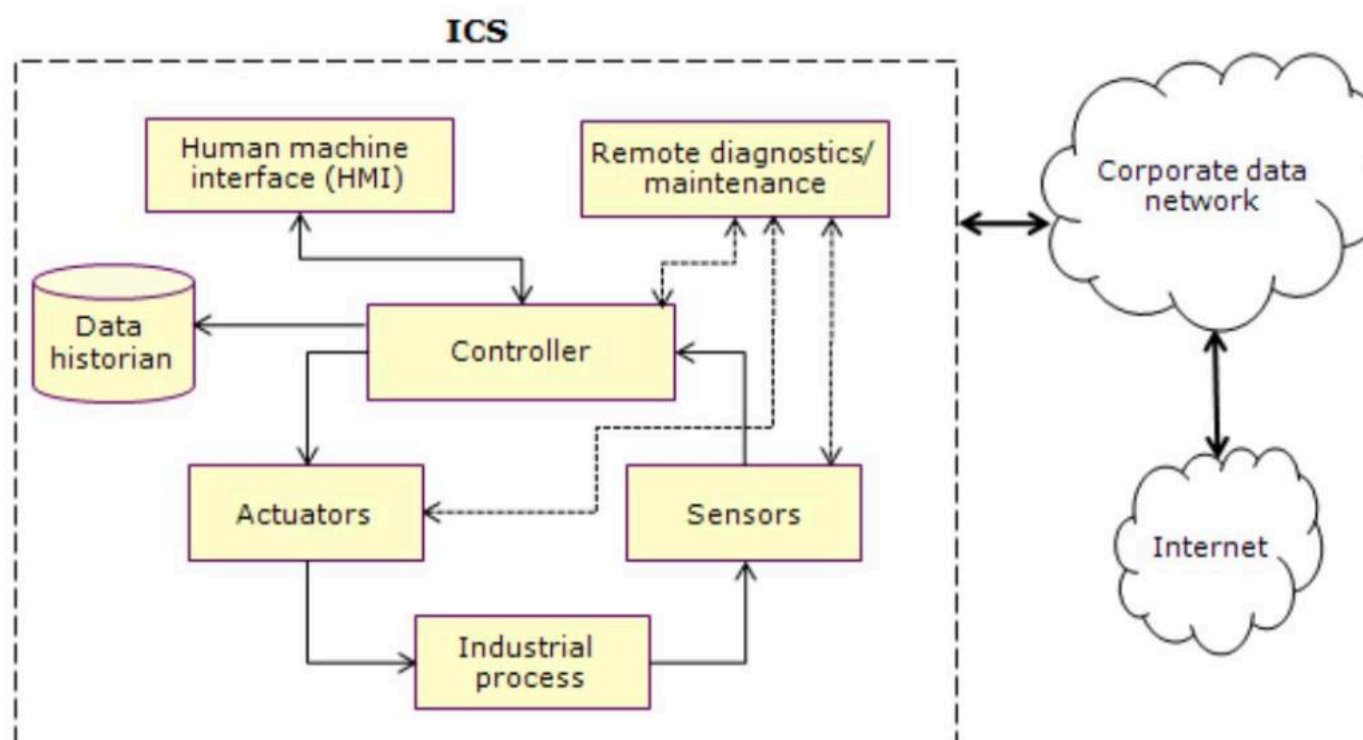 ICS
Human machine
interface (HMI)
Remote diagnostics/
maintenance
Corporate data
network
Data
historian
Controller
Actuators
Sensors
Internet
Industrial
process